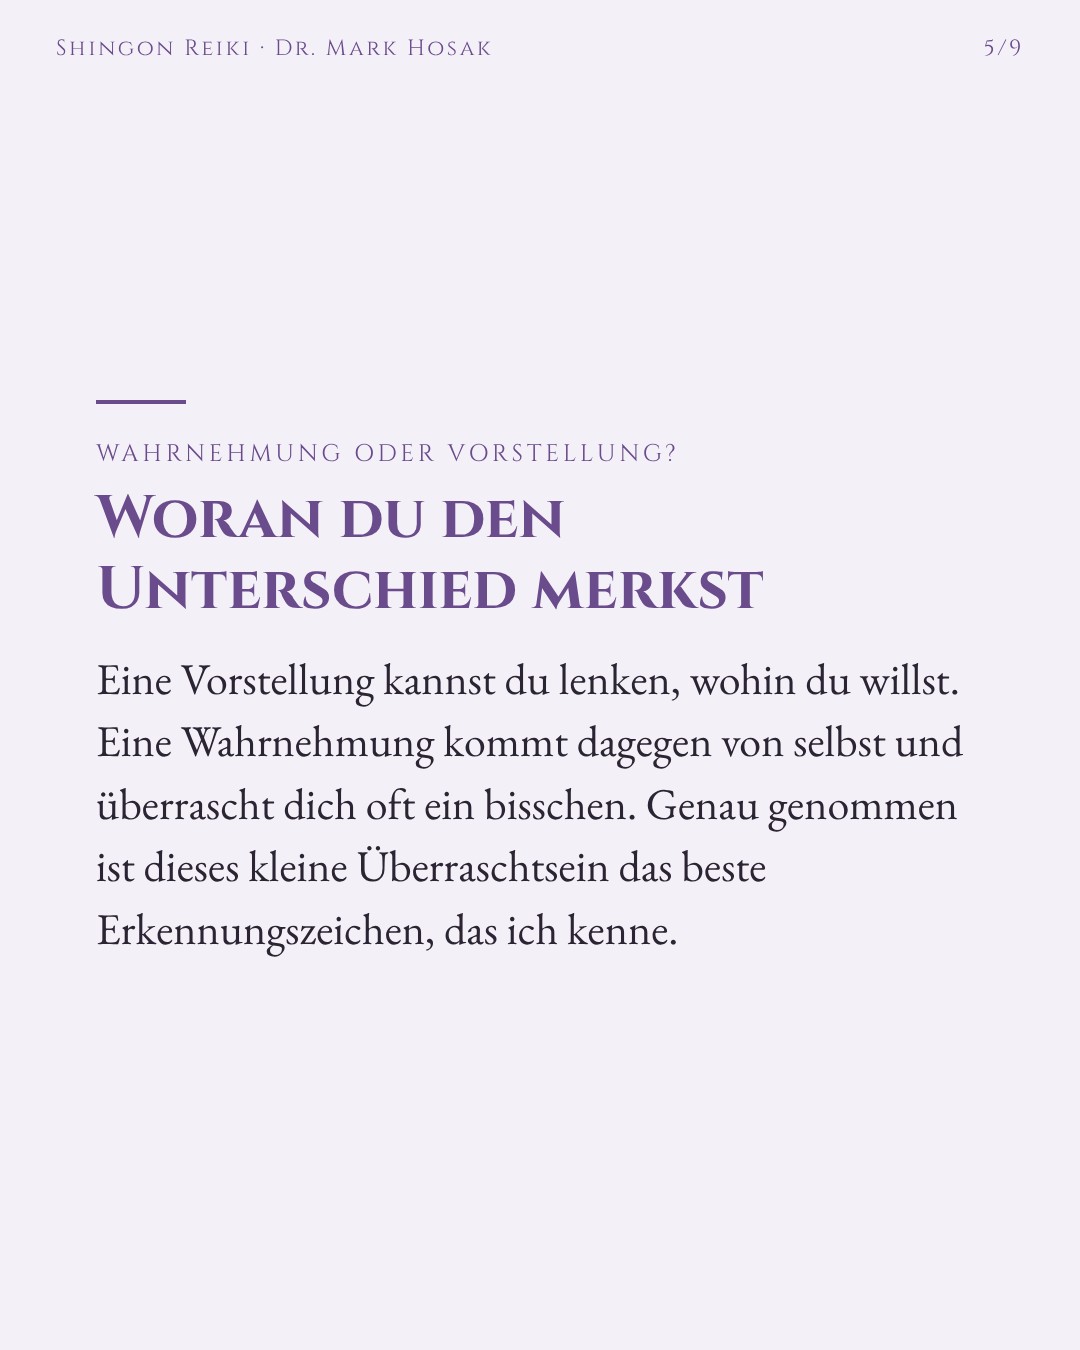 Shingon Reiki · Dr. Mark Hosak
5/9
WAHRNEHMUNG ODER VORSTELLUNG?
Woran du den
Unterschied merkst
Eine Vorstellung kannst du lenken, wohin du willst.
Eine Wahrnehmung kommt dagegen von selbst und
überrascht dich oft ein bisschen. Genau genommen
ist dieses kleine Überraschtsein das beste
Erkennungszeichen, das ich kenne.